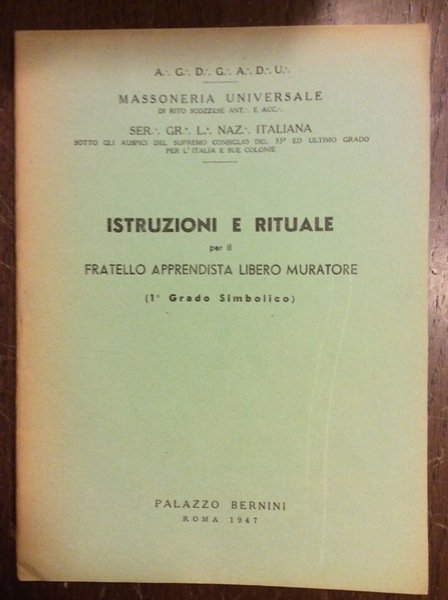 A∴ G∴ D∴ G∴ A∴ D∴ U∴
MASSONERIA UNIVERSALE
DI RITO SCOZZESE ANT∴ E ACC∴
SER∴ GR∴ L∴ NAZ∴ ITALIANA
SOTTO GLI AUSPICI DEL SUPREMO CONSIGLIO DEL 33° ED ULTIMO GRADO
PER L'ITALIA E SUE COLONIE
ISTRUZIONI E RITUALE
per il
FRATELLO APPRENDISTA LIBERO MURATORE
(1° Grado Simbolico)
PALAZZO BERNINI
ROMA 1947